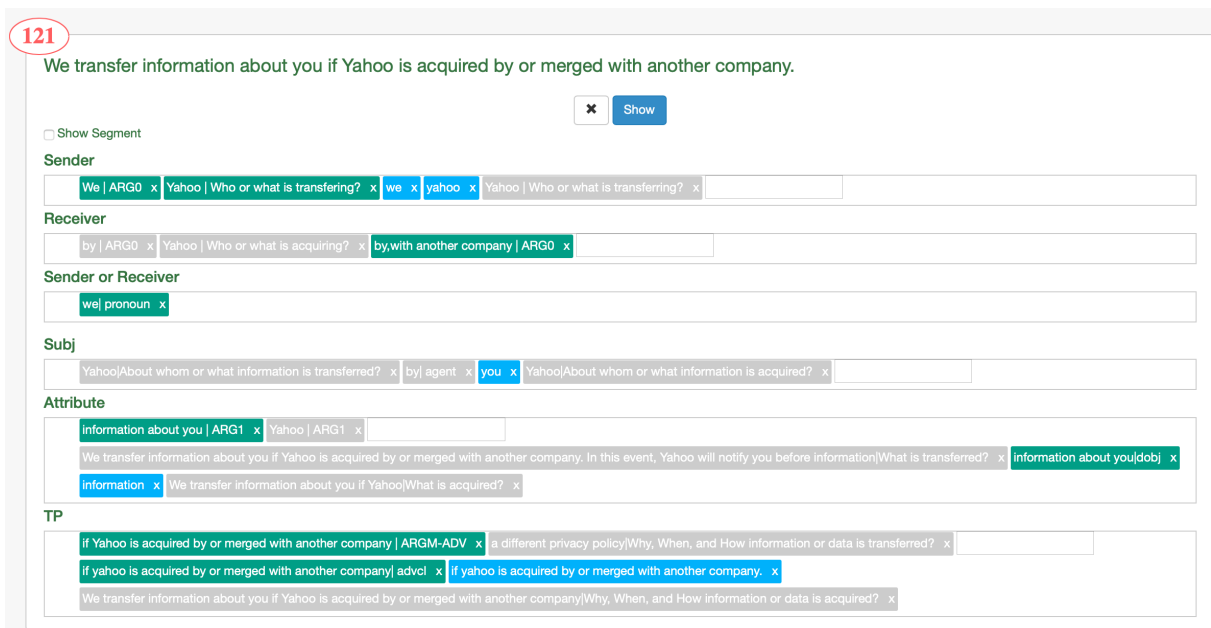 121
We transfer information about you if Yahoo is acquired by or merged with another company.
✖ Show
Show Segment
Sender
We | ARG0 x Yahoo | Who or what is transfering? x we x yahoo x Yahoo | Who or what is transferring? x
Receiver
by | ARG0 x Yahoo | Who or what is acquiring? x by,with another company | ARG0 x
Sender or Receiver
we| pronoun x
Subj
Yahoo|About whom or what information is transferred? x by| agent x you x Yahoo|About whom or what information is acquired? x
Attribute
information about you | ARG1 x Yahoo | ARG1 x
We transfer information about you if Yahoo is acquired by or merged with another company. In this event, Yahoo will notify you before information|What is transferred? x information about you|dobj x
information x We transfer information about you if Yahoo|What is acquired? x
TP
if Yahoo is acquired by or merged with another company | ARGM-ADV x a different privacy policy|Why, When, and How information or data is transferred? x
if yahoo is acquired by or merged with another company| advcl x if yahoo is acquired by or merged with another company. x
We transfer information about you if Yahoo is acquired by or merged with another company|Why, When, and How information or data is acquired? x